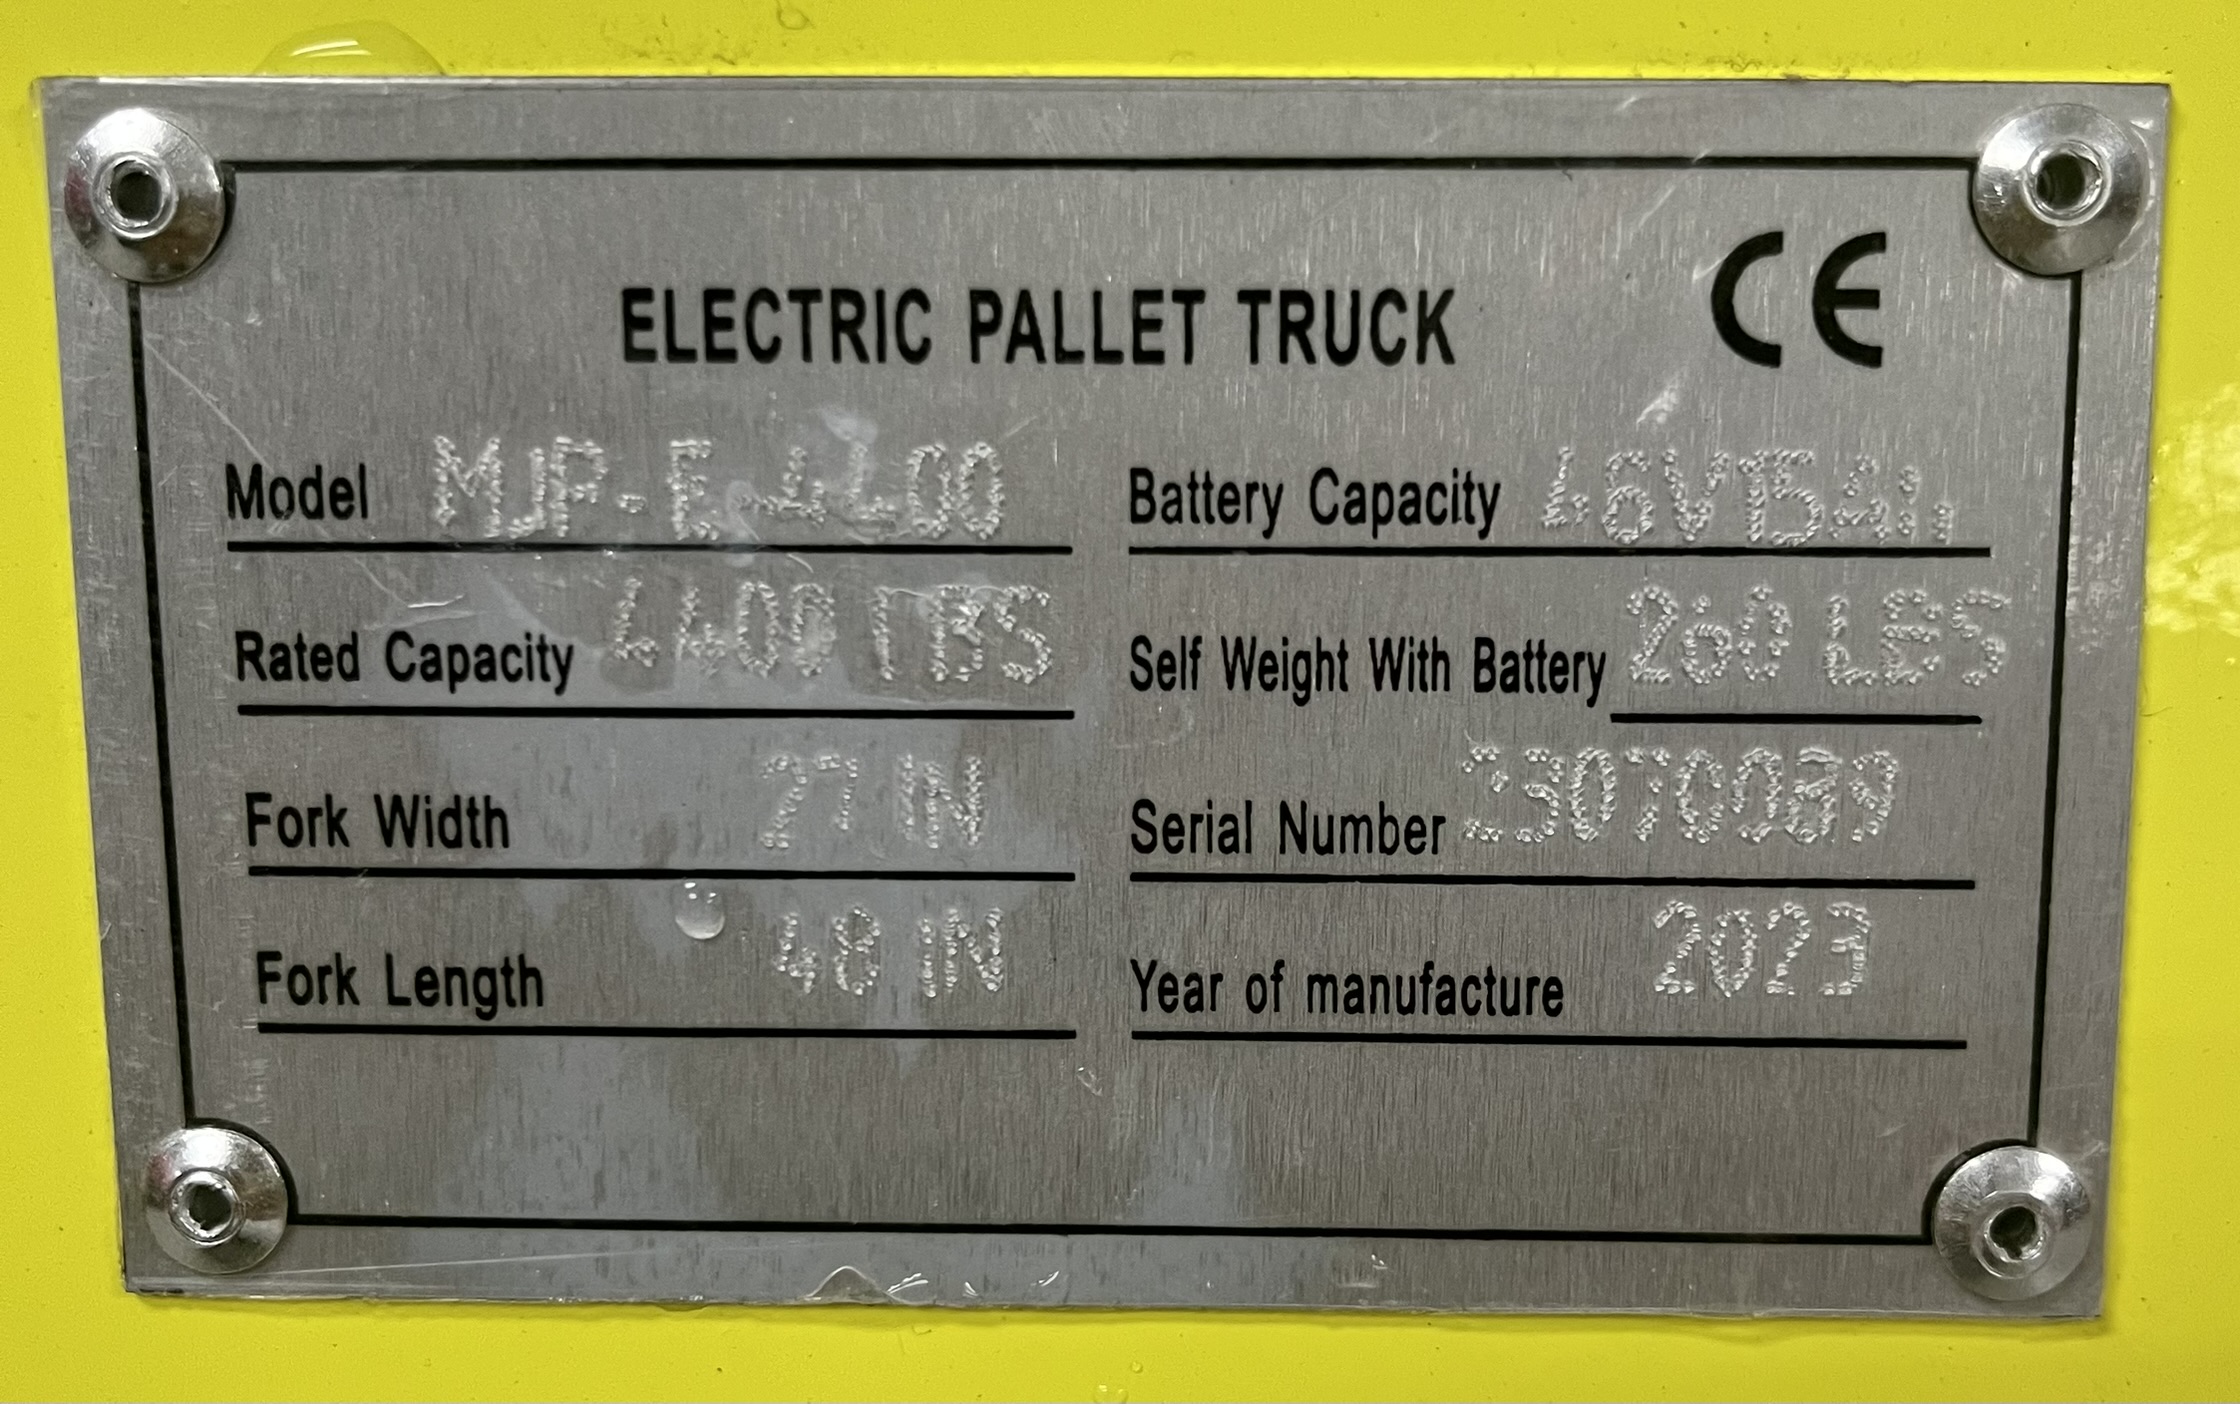 ELECTRIC PALLET TRUCK CE
Model MJP-E-4400
Battery Capacity
Rated Capacity 4400 LBS
Self Weight With Battery 260 LBS
Fork Width 27 IN
Serial Number 23070089
Fork Length 48 IN
Year of manufacture 2023